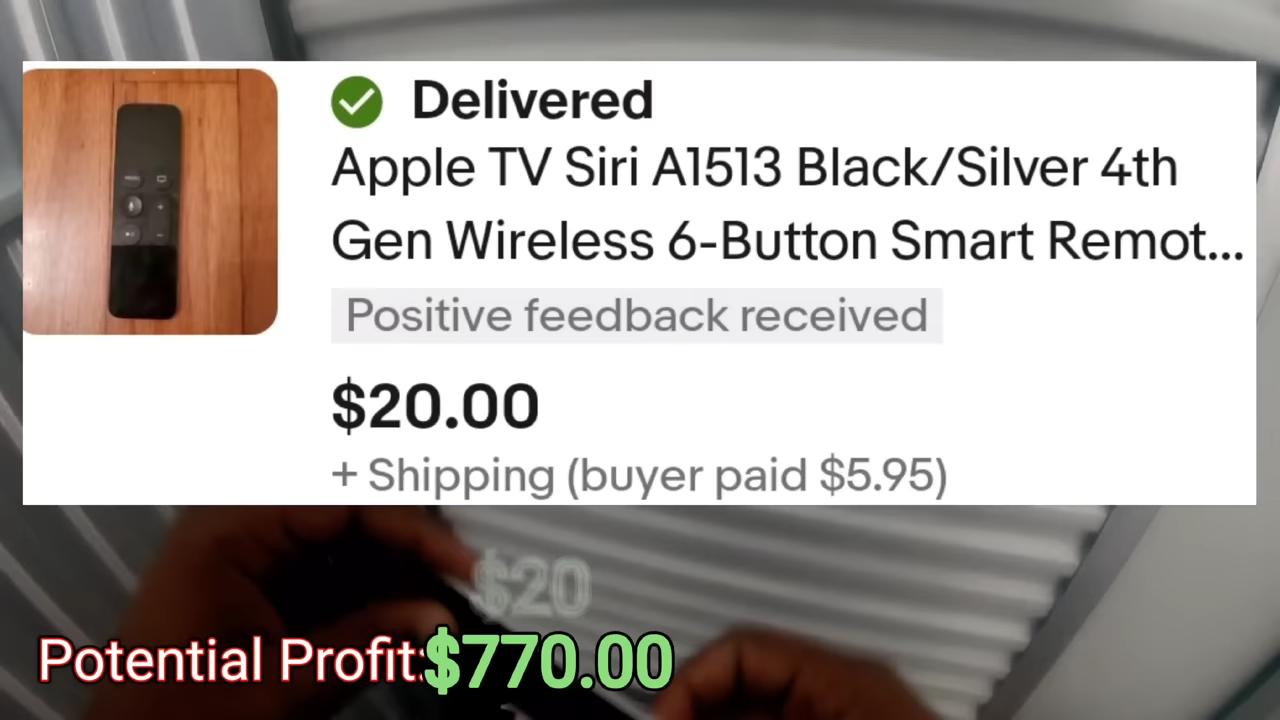 Delivered
Apple TV Siri A1513 Black/Silver 4th
Gen Wireless 6-Button Smart Remot...
Positive feedback received
$20.00
+ Shipping (buyer paid $5.95)
$20
Potential Profit: $770.00